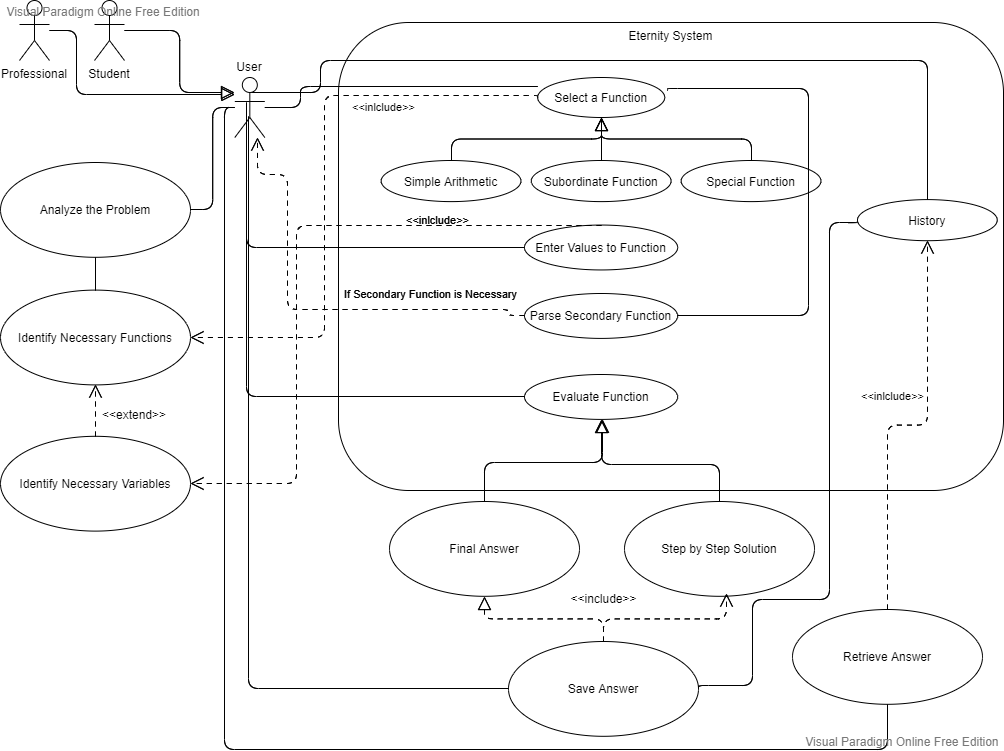 Visual Paradigm Online Free Edition
Eternity System
User
Professional
Student
Select a Function
<<inlclude>>
Simple Arithmetic
Subordinate Function
Special Function
Analyze the Problem
<<inlclude>>
History
Enter Values to Function
If Secondary Function is Necessary
Parse Secondary Function
Identify Necessary Functions
Evaluate Function
<<inlclude>>
<<extend>>
Identify Necessary Variables
Final Answer
Step by Step Solution
<<include>>
Retrieve Answer
Save Answer
Visual Paradigm Online Free Edition